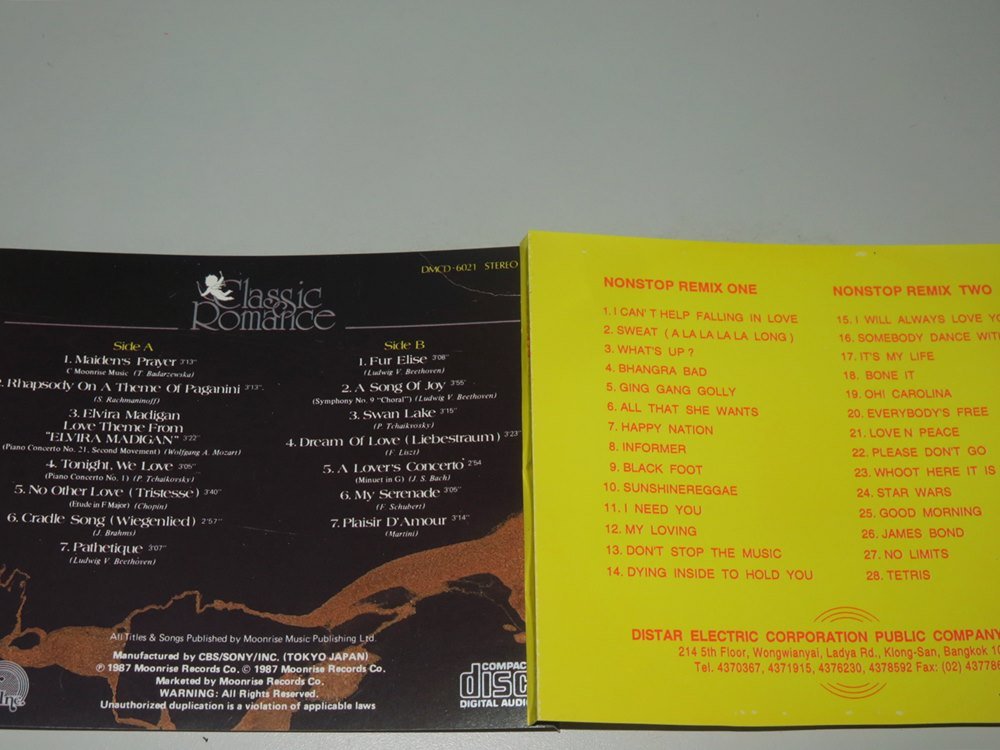 DMCD-6021 STEREO
Classic
Romance
Side A
1. Maiden's Prayer 3'13"
C Moonrise Music (T. Badarzewska)
2. Rhapsody On A Theme Of Paganini 3'13"
(S. Rachmaninoff)
3. Elvira Madigan
Love Theme From
"ELVIRA MADIGAN" 3'22"
(Piano Concerto No. 21, Second Movement) (Wolfgang A. Mozart)
4. Tonight, We Love 3'05"
(Piano Concerto No. 1) (P. Tchaikovsky)
5. No Other Love (Tristesse) 3'40"
(Etude in F Major) (Chopin)
6. Cradle Song (Wiegenlied) 2'57"
(J. Brahms)
7. Pathetique 3'07"
(Ludwig V. Beethoven)
Side B
1. Fur Elise 3'08"
(Ludwig V. Beethoven)
2. A Song Of Joy 3'55'
(Symphony No. 9 "Choral") (Ludwig V. Beethoven)
3. Swan Lake 3'15"
(P. Tchaikvosky)
4. Dream Of Love (Liebestraum) 3'23"
(F. Liszt)
5. A Lover's Concerto 2'54
(Minuet in G) (J. S. Bach)
6. My Serenade 3'05"
(F. Schubert)
7. Plaisir D'Amour 3'14"
(Martini)
All Titles & Songs Published by Moonrise Music Publishing Ltd.
Manufactured by CBS/SONY/INC. (TOKYO JAPAN)
℗ 1987 Moonrise Records Co. © 1987 Moonrise Records Co.
Marketed by Moonrise Records Co.
WARNING: All Rights Reserved.
Unauthorized duplication is a violation of applicable laws
Inc.
COMPACT
disc
DIGITAL AUDIO
NONSTOP REMIX ONE
1. I CAN'T HELP FALLING IN LOVE
2. SWEAT (A LA LA LA LA LONG)
3. WHAT'S UP?
4. BHANGRA BAD
5. GING GANG GOLLY
6. ALL THAT SHE WANTS
7. HAPPY NATION
8. INFORMER
9. BLACK FOOT
10. SUNSHINEREGGAE
11. I NEED YOU
12. MY LOVING
13. DON'T STOP THE MUSIC
14. DYING INSIDE TO HOLD YOU
NONSTOP REMIX TWO
15. I WILL ALWAYS LOVE YO
16. SOMEBODY DANCE WIT
17. IT'S MY LIFE
18. BONE IT
19. OH! CAROLINA
20. EVERYBODY'S FREE
21. LOVE N PEACE
22. PLEASE DON'T GO
23. WHOOT HERE IT IS
24. STAR WARS
25. GOOD MORNING
26. JAMES BOND
27. NO LIMITS
28. TETRIS
DISTAR ELECTRIC CORPORATION PUBLIC COMPANY
214 5th Floor, Wongwianyai, Ladya Rd., Klong-San, Bangkok 10
Tel. 4370367, 4371915, 4376230, 4378592 Fax: (02) 437786